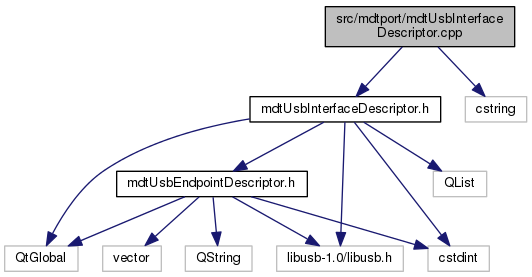 src/mdtport/mdtUsbInterface
Descriptor.cpp
mdtUsbInterfaceDescriptor.h
cstring
mdtUsbEndpointDescriptor.h
QList
QtGlobal
vector
QString
libusb-1.0/libusb.h
cstdint